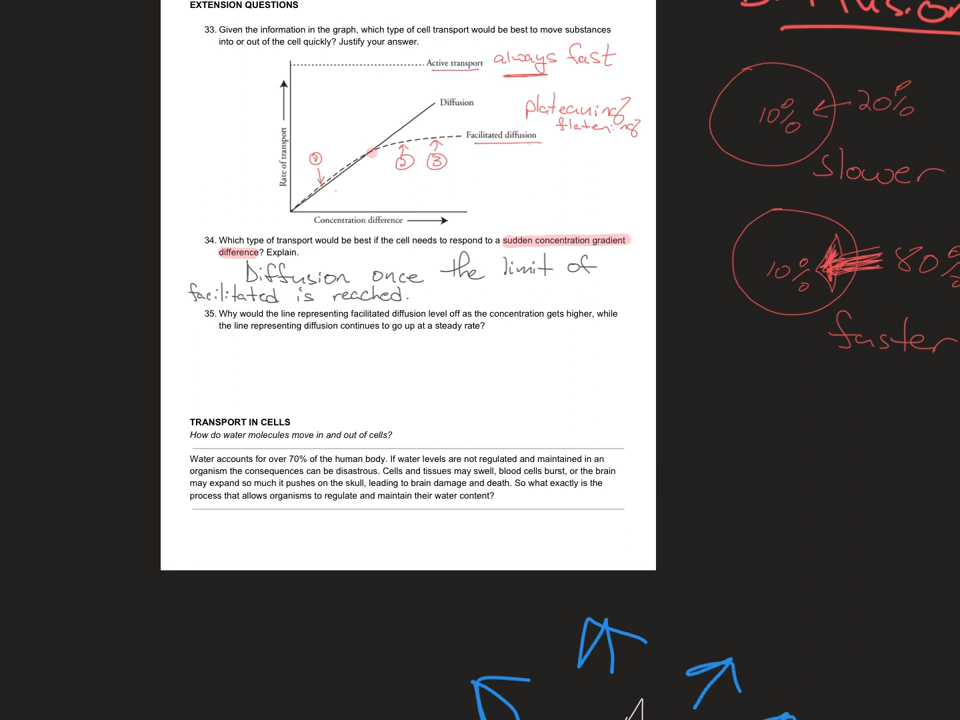 EXTENSION QUESTIONS
33. Given the information in the graph, which type of cell transport would be best to move substances
into or out of the cell quickly? Justify your answer.
Active transport
always fast
Diffusion
plateauing
flatening
Facilitated diffusion
②
③
Rate of transport
Concentration difference
34. Which type of transport would be best if the cell needs to respond to a sudden concentration gradient
difference? Explain.
Diffusion once the limit of
facilitated is reached.
35. Why would the line representing facilitated diffusion level off as the concentration gets higher, while
the line representing diffusion continues to go up at a steady rate?
TRANSPORT IN CELLS
How do water molecules move in and out of cells?
Water accounts for over 70% of the human body. If water levels are not regulated and maintained in an
organism the consequences can be disastrous. Cells and tissues may swell, blood cells burst, or the brain
may expand so much it pushes on the skull, leading to brain damage and death. So what exactly is the
process that allows organisms to regulate and maintain their water content?
10%
20%
slower
10%
80%
faster